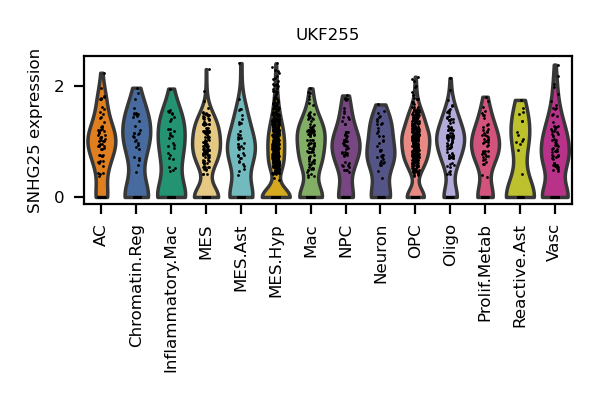 UKF255
SNHG25 expression
2
0
AC
Chromatin.Reg
Inflammatory.Mac
MES
MES.Ast
MES.Hyp
Mac
NPC
Neuron
OPC
Oligo
Prolif.Metab
Reactive.Ast
Vasc